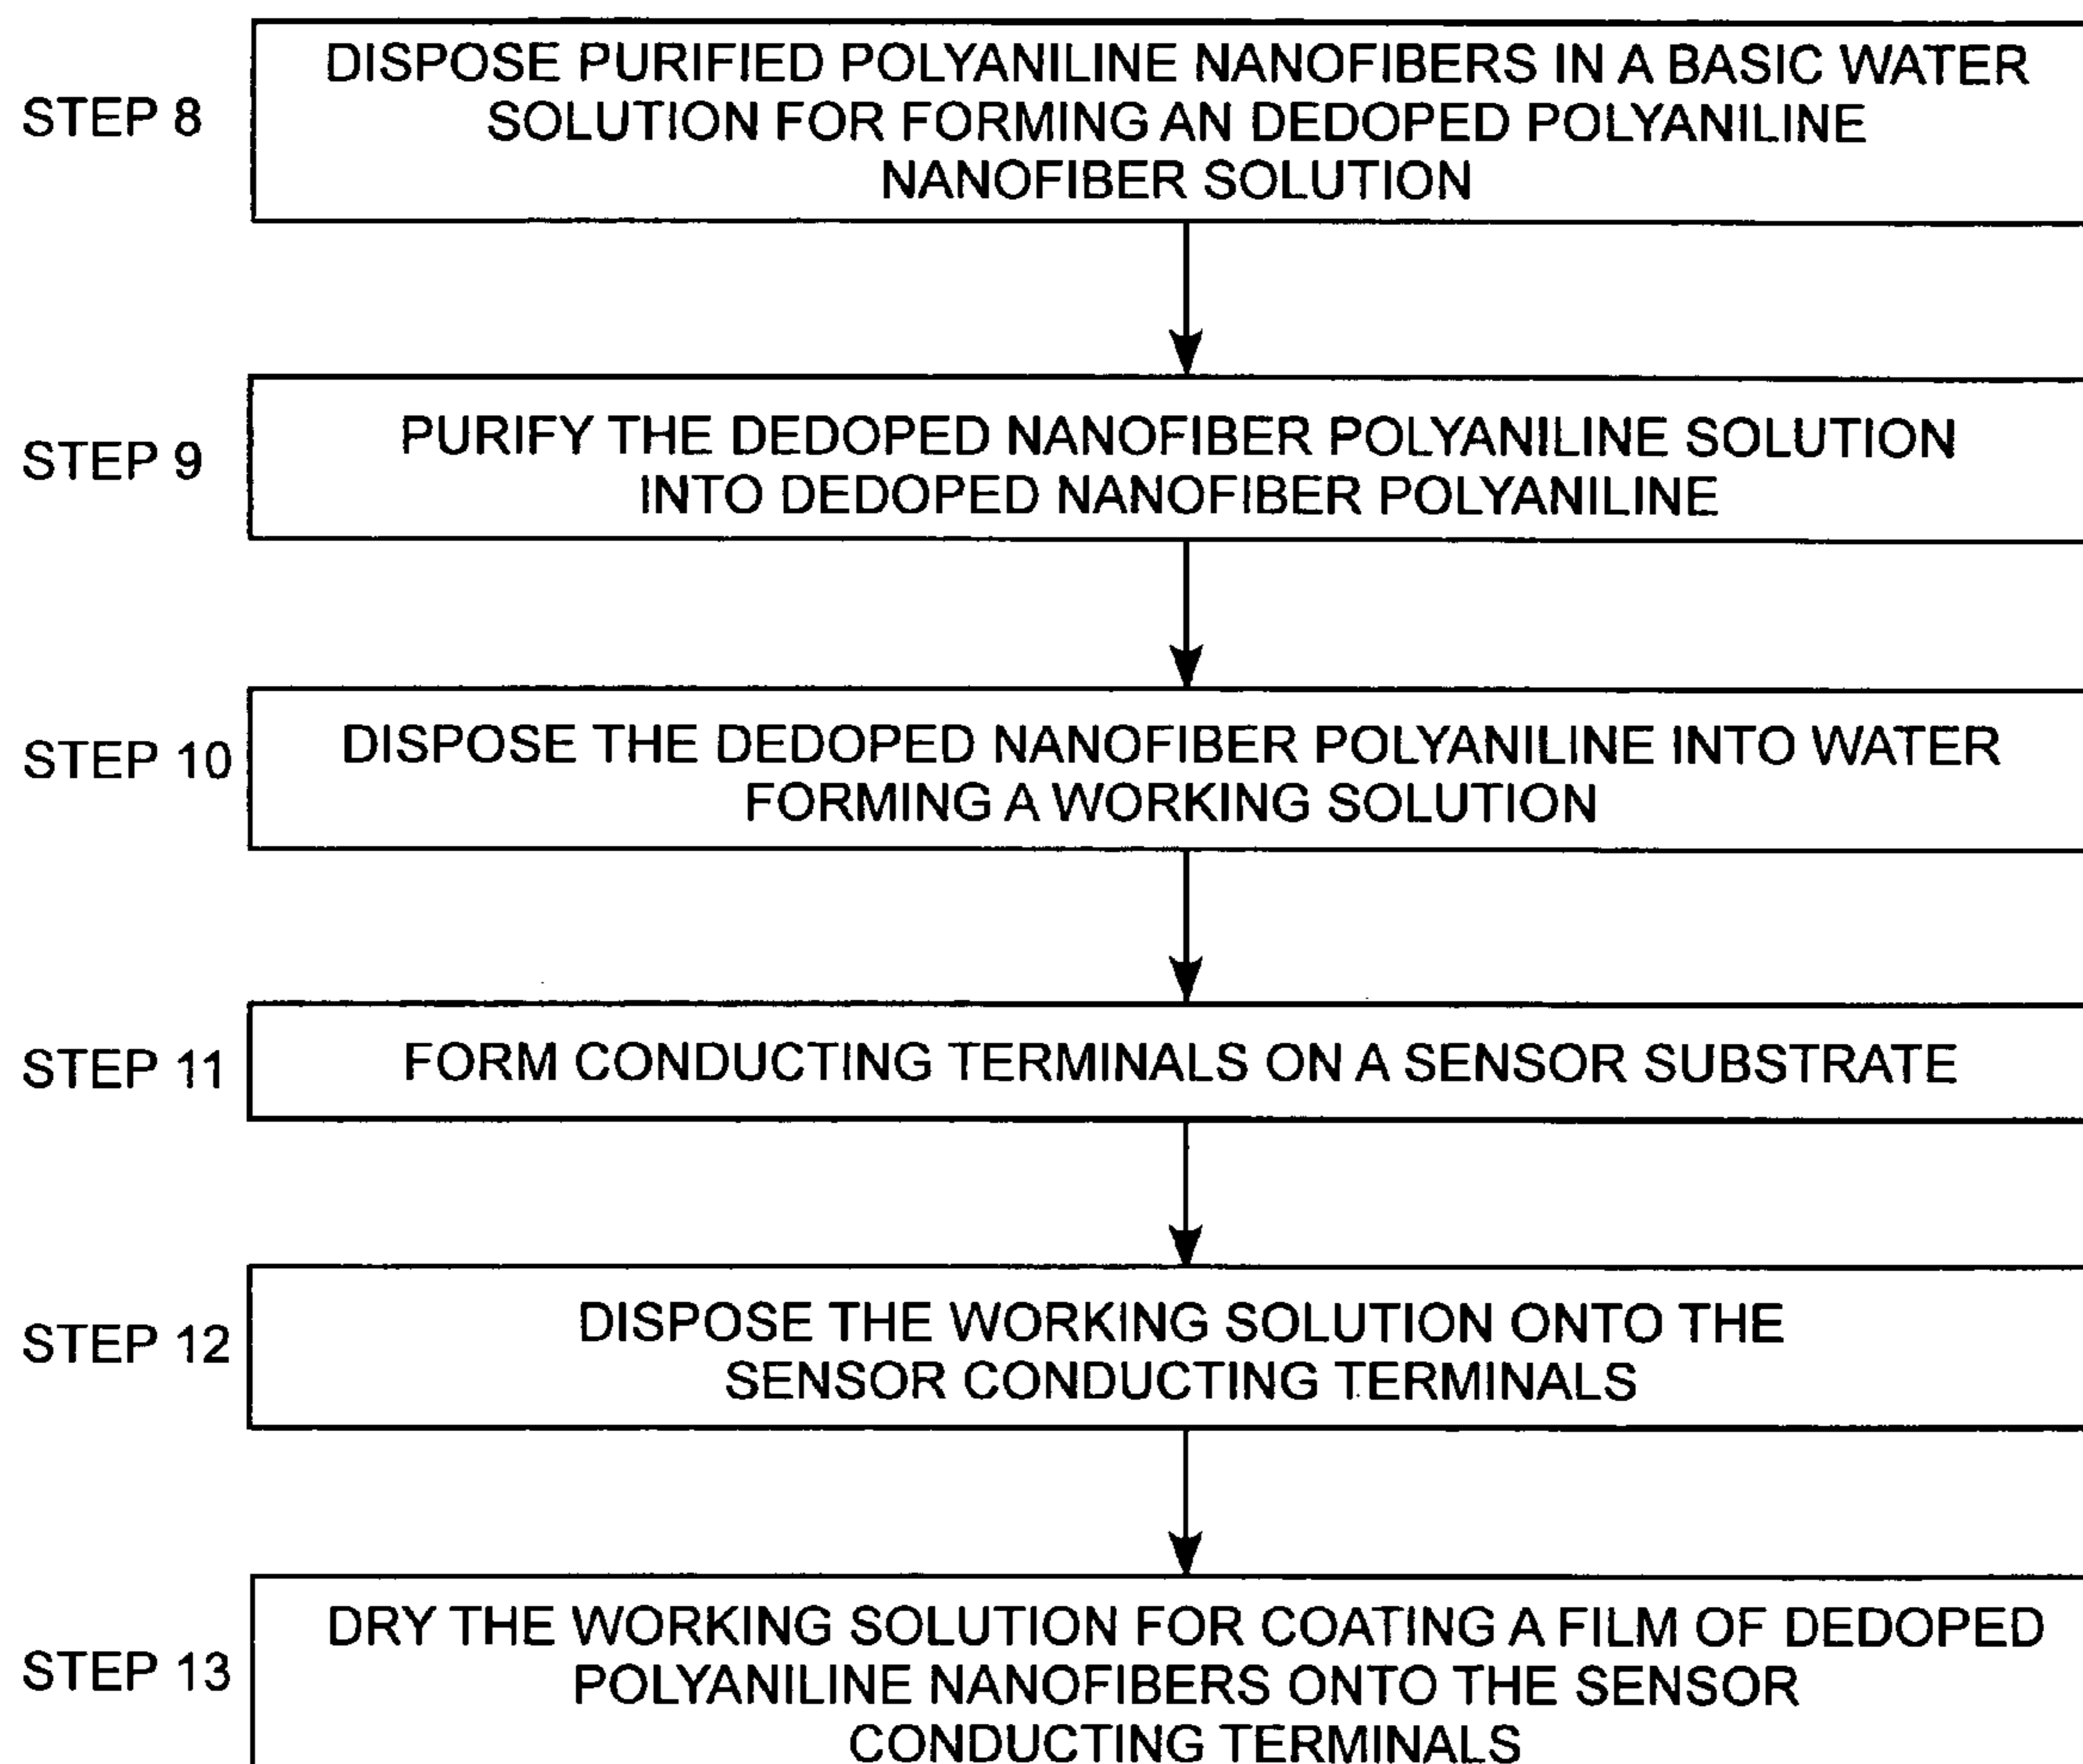 STEP 8
DISPOSE PURIFIED POLYANILINE NANOFIBERS IN A BASIC WATER
SOLUTION FOR FORMING AN DEDOPED POLYANILINE
NANOFIBER SOLUTION
STEP 9
PURIFY THE DEDOPED NANOFIBER POLYANILINE SOLUTION
INTO DEDOPED NANOFIBER POLYANILINE
STEP 10
DISPOSE THE DEDOPED NANOFIBER POLYANILINE INTO WATER
FORMING A WORKING SOLUTION
STEP 11
FORM CONDUCTING TERMINALS ON A SENSOR SUBSTRATE
STEP 12
DISPOSE THE WORKING SOLUTION ONTO THE
SENSOR CONDUCTING TERMINALS
STEP 13
DRY THE WORKING SOLUTION FOR COATING A FILM OF DEDOPED
POLYANILINE NANOFIBERS ONTO THE SENSOR
CONDUCTING TERMINALS